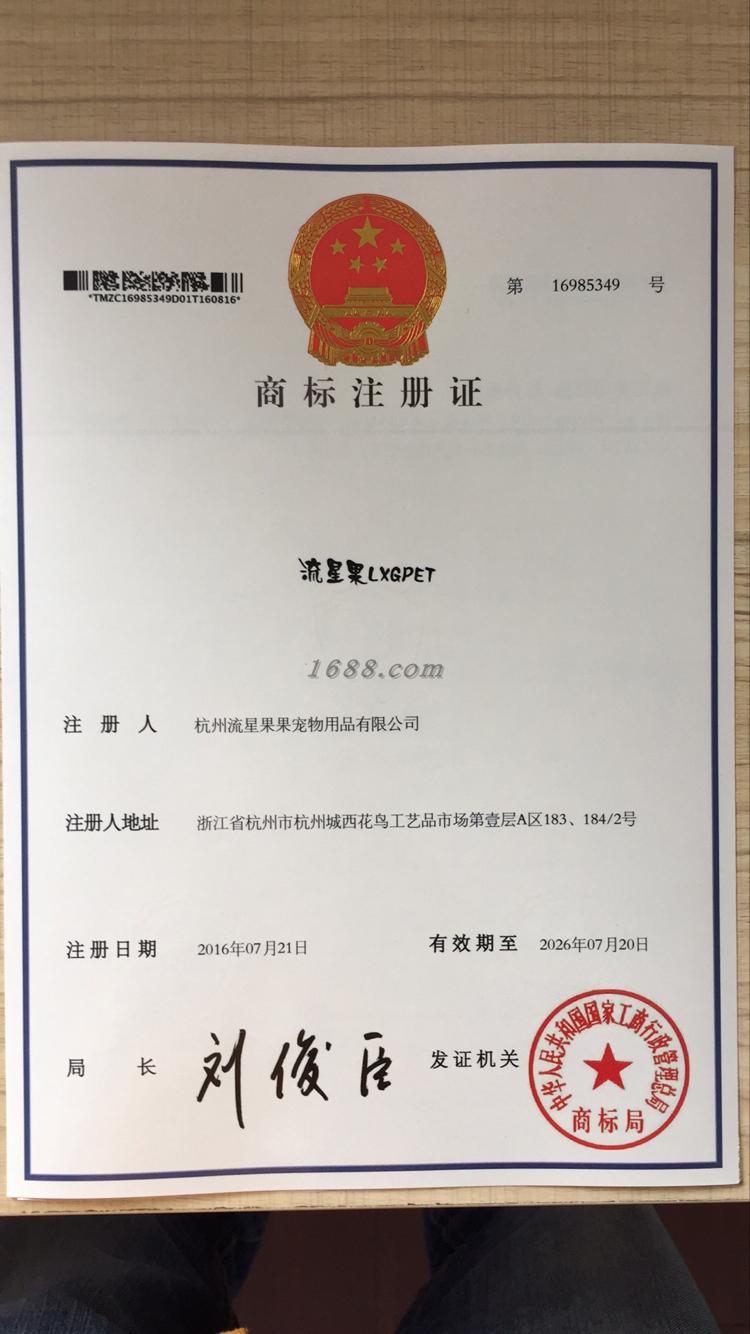 *TMZC16985349D01T160816*
第 16985349 号
商标注册证
流星果LXGPET
1688.com
注册人 杭州流星果果宠物用品有限公司
注册人地址 浙江省杭州市杭州城西花鸟工艺品市场第壹层A区183、184/2号
注册日期 2016年07月21日 有效期至 2026年07月20日
局长 刘俊臣 发证机关
中华人民共和国国家工商行政管理总局
商标局